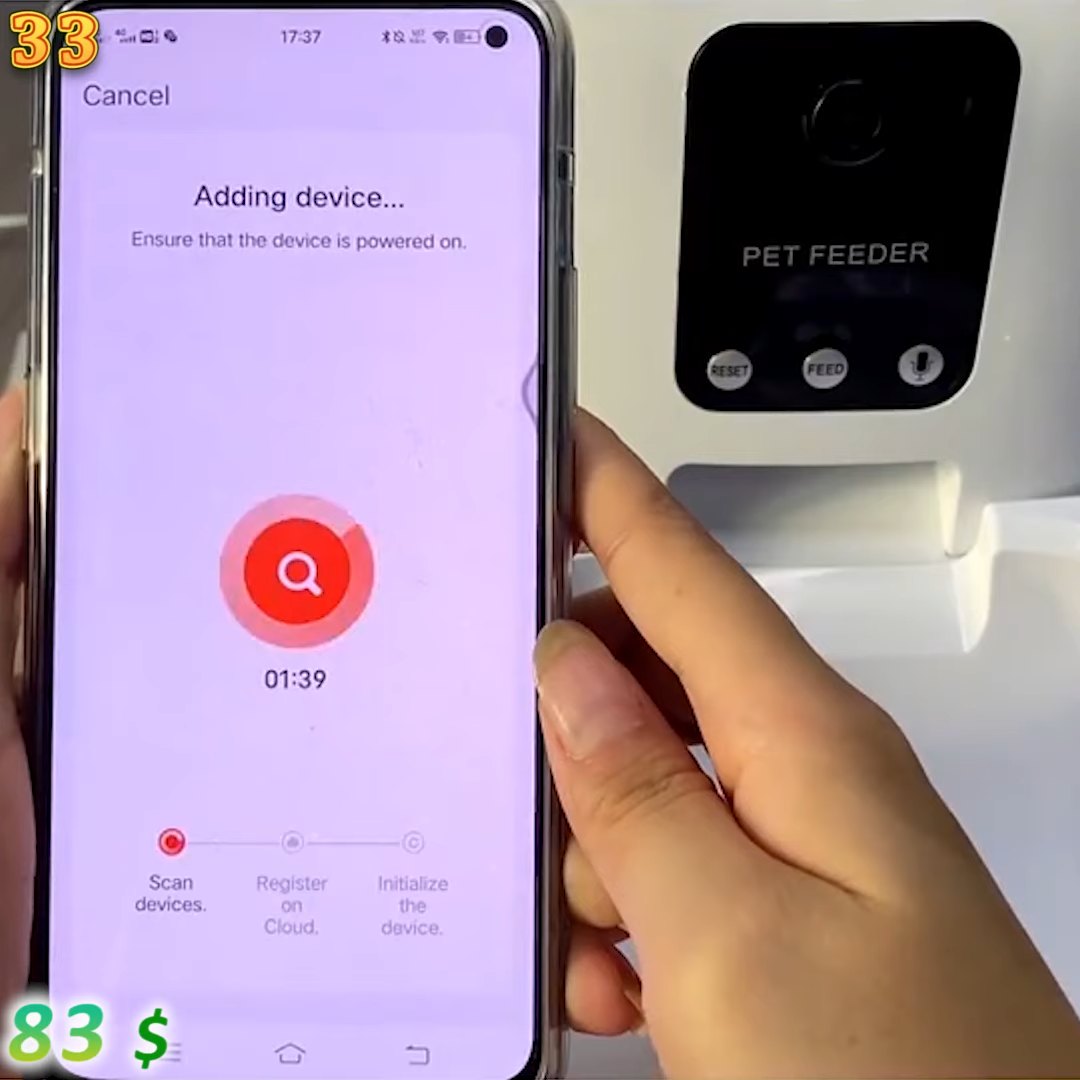 33
17:37
Cancel
Adding device...
Ensure that the device is powered on.
01:39
Scan
devices.
Register
on
Cloud.
Initialize
the
device.
PET FEEDER
RESET
FEED
83 $